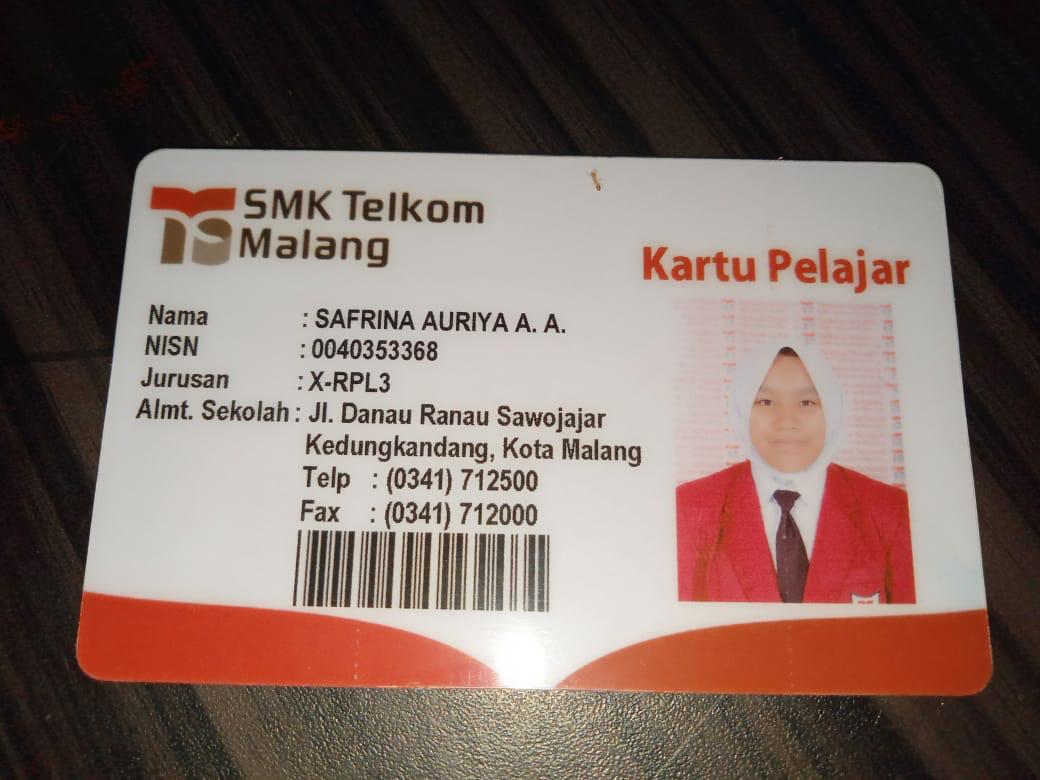 SMK Telkom
Malang
Kartu Pelajar
Nama : SAFRINA AURIYA A. A.
NISN : 0040353368
Jurusan : X-RPL3
Almt. Sekolah : Jl. Danau Ranau Sawojajar
Kedungkandang, Kota Malang
Telp : (0341) 712500
Fax : (0341) 712000